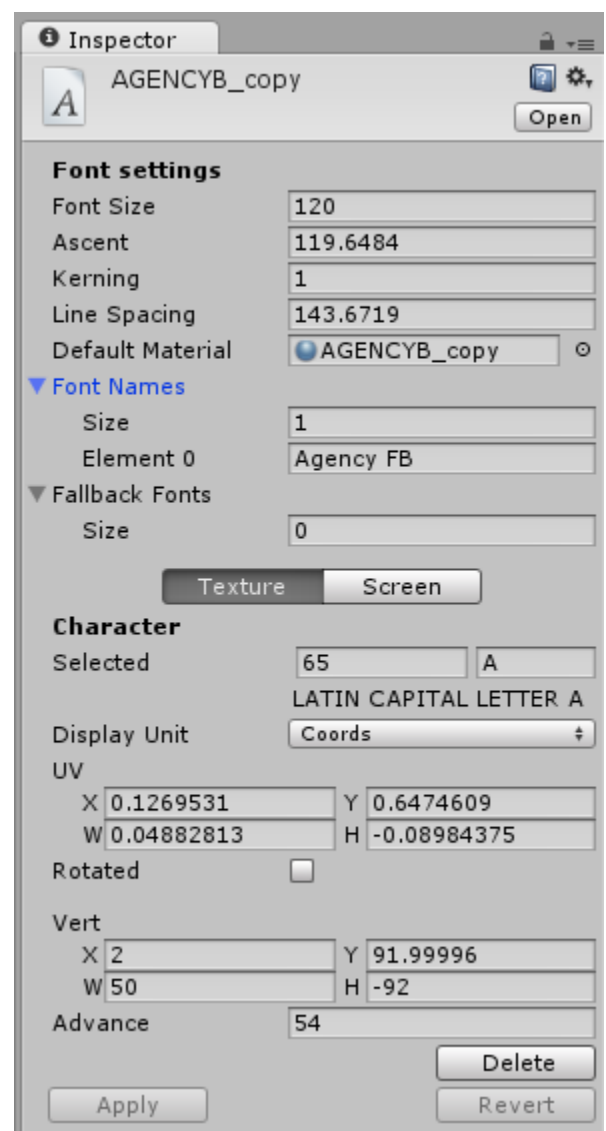 Inspector
AGENCYB_copy
Open
Font settings
Font Size 120
Ascent 119.6484
Kerning 1
Line Spacing 143.6719
Default Material AGENCYB_copy
Font Names
Size 1
Element 0 Agency FB
Fallback Fonts
Size 0
Texture Screen
Character
Selected 65 A
LATIN CAPITAL LETTER A
Display Unit Coords
UV
X 0.1269531 Y 0.6474609
W 0.04882813 H -0.08984375
Rotated
Vert
X 2 Y 91.99996
W 50 H -92
Advance 54
Delete
Apply Revert